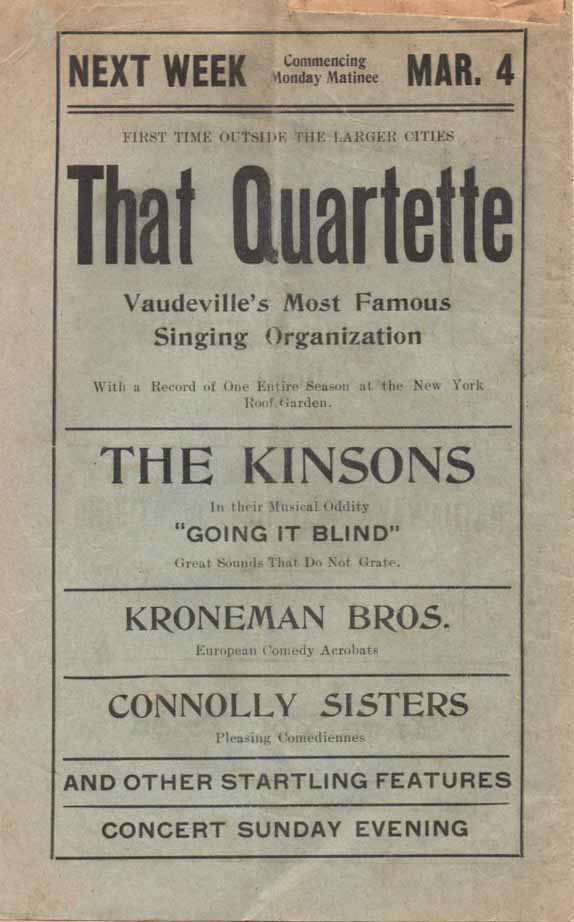 NEXT WEEK Commencing Monday Matinee MAR. 4
FIRST TIME OUTSIDE THE LARGER CITIES
That Quartette
Vaudeville's Most Famous
Singing Organization
With a Record of One Entire Season at the New York
Roof Garden.
THE KINSONS
In their Musical Oddity
"GOING IT BLIND"
Great Sounds That Do Not Grate.
KRONEMAN BROS.
European Comedy Acrobats
CONNOLLY SISTERS
Pleasing Comediennes
AND OTHER STARTLING FEATURES
CONCERT SUNDAY EVENING